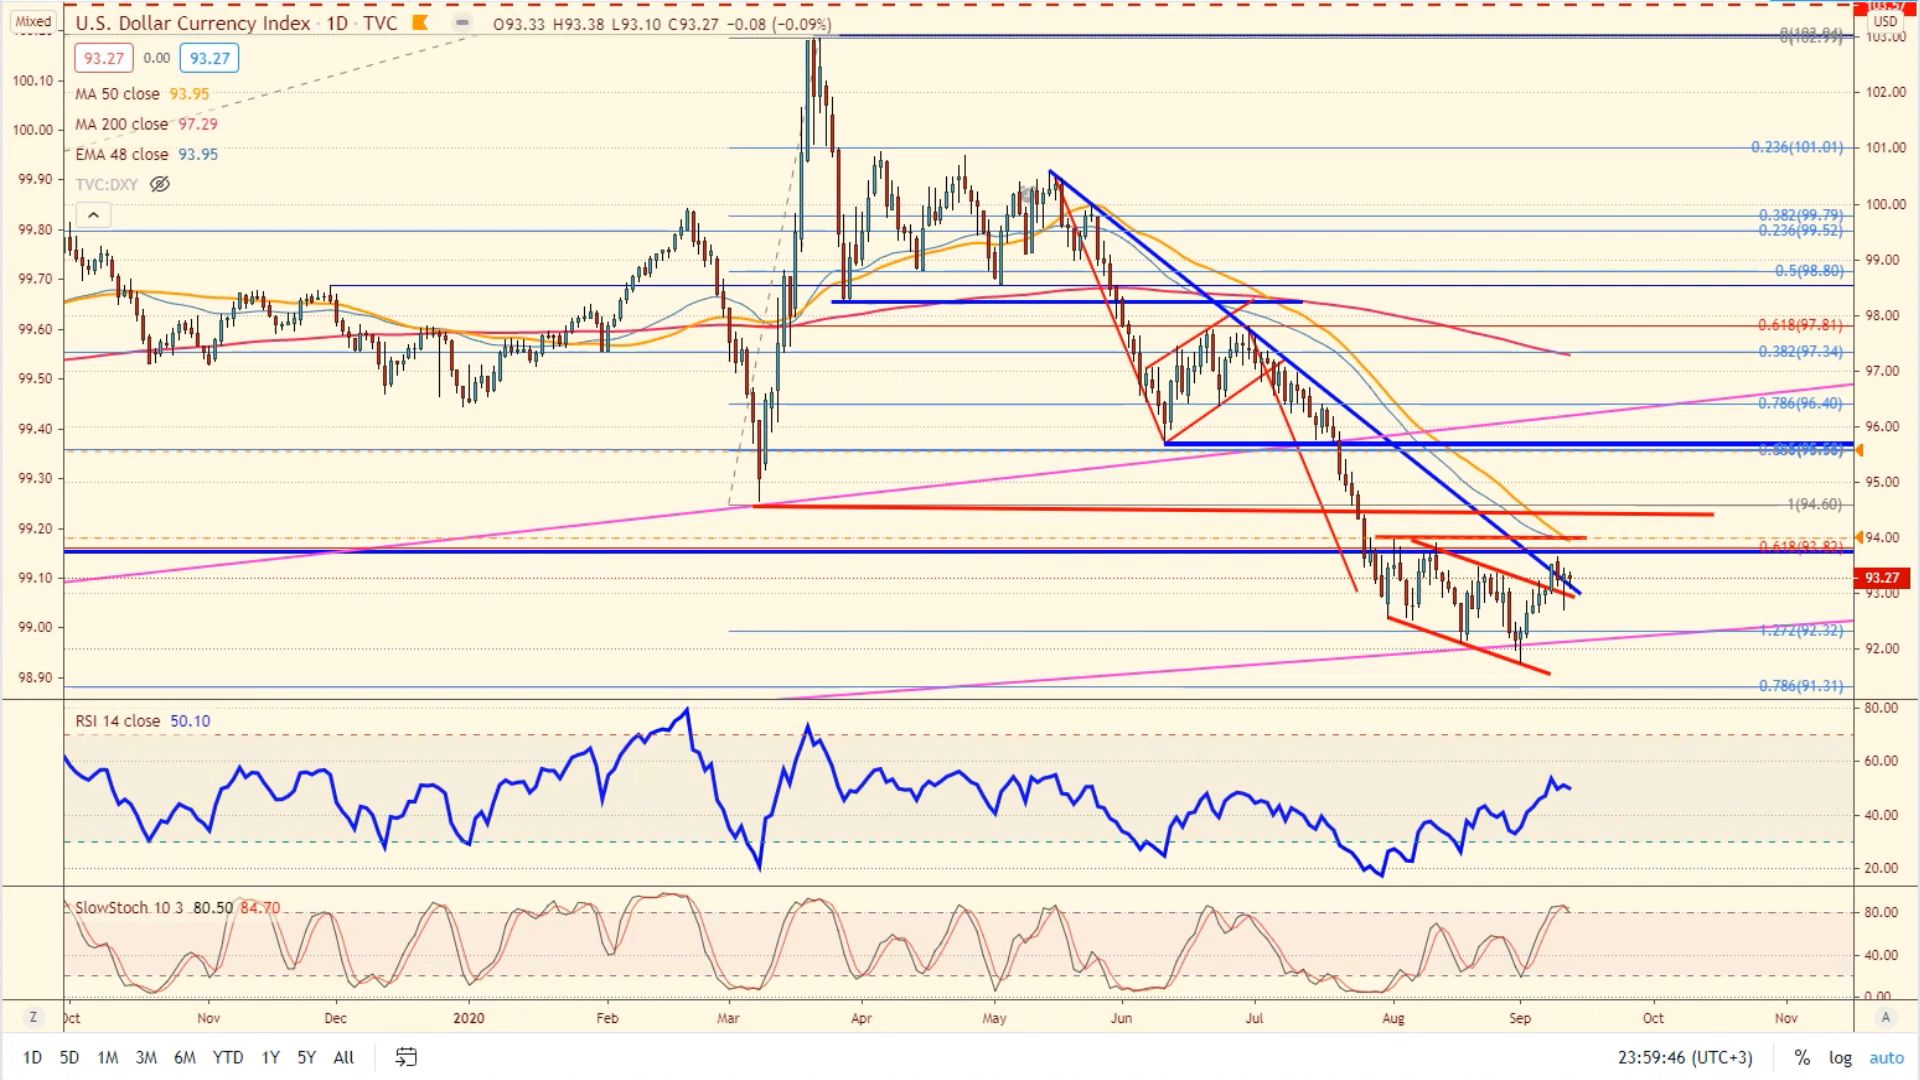 Mixed
U.S. Dollar Currency Index · 1D · TVC
O93.33 H93.38 L93.10 C93.27 −0.08 (−0.09%)
93.27 0.00 93.27
MA 50 close 93.95
MA 200 close 97.29
EMA 48 close 93.95
TVC:DXY
100.10
100.00
99.90
99.80
99.70
99.60
99.50
99.40
99.30
99.20
99.10
99.00
98.90
0.236(101.01)
0.382(99.79)
0.236(99.52)
0.5(98.80)
0.618(97.81)
0.382(97.34)
0.786(96.40)
1(94.60)
1.272(92.32)
0.786(91.31)
USD
103.00
102.00
101.00
100.00
99.00
98.00
97.00
96.00
95.00
94.00
93.27
93.00
92.00
RSI 14 close 50.10
80.00
60.00
40.00
20.00
SlowStoch 10 3 80.50 84.70
80.00
40.00
0.00
Z
Oct Nov Dec 2020 Feb Mar Apr May Jun Jul Aug Sep Oct Nov
A
1D 5D 1M 3M 6M YTD 1Y 5Y All
23:59:46 (UTC+3) % log auto